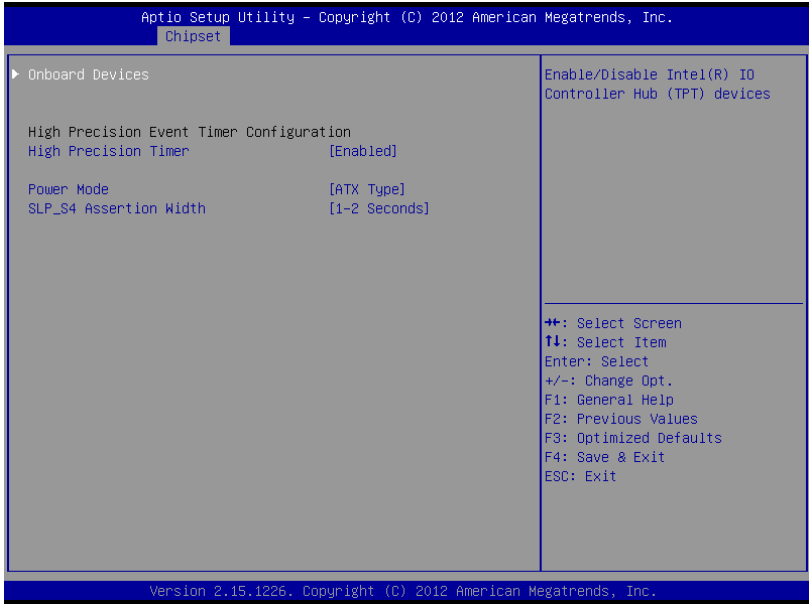 Aptio Setup Utility – Copyright (C) 2012 American Megatrends, Inc.
Chipset
Onboard Devices
High Precision Event Timer Configuration
High Precision Timer [Enabled]
Power Mode [ATX Type]
SLP_S4 Assertion Width [1-2 Seconds]
Enable/Disable Intel(R) IO
Controller Hub (TPT) devices
→←: Select Screen
↑↓: Select Item
Enter: Select
+/-: Change Opt.
F1: General Help
F2: Previous Values
F3: Optimized Defaults
F4: Save & Exit
ESC: Exit
Version 2.15.1226. Copyright (C) 2012 American Megatrends, Inc.